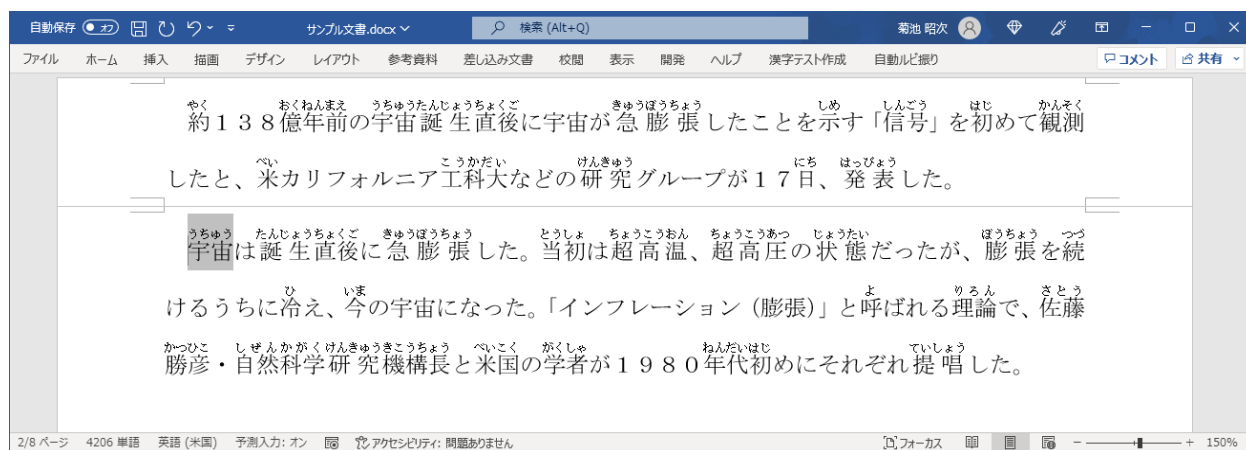 自動保存 オフ サンプル文書.docx 検索 (Alt+Q) 菊池 昭次
ファイル ホーム 挿入 描画 デザイン レイアウト 参考資料 差し込み文書 校閲 表示 開発 ヘルプ 漢字テスト作成 自動ルビ振り コメント 共有
やく おくねんまえ うちゅうたんじょうちょくご きゅうぼうちょう しめ しんごう はじ かんそく
約138億年前の宇宙誕生直後に宇宙が急膨張したことを示す「信号」を初めて観測
べい こうかだい けんきゅう にち はっぴょう
したと、米カリフォルニア工科大などの研究グループが17日、発表した。
うちゅう たんじょうちょくご きゅうぼうちょう とうしょ ちょうこうおん ちょうこうあつ じょうたい ぼうちょう つづ
宇宙は誕生直後に急膨張した。当初は超高温、超高圧の状態だったが、膨張を続
ひ いま よ りろん さとう
けるうちに冷え、今の宇宙になった。「インフレーション(膨張)」と呼ばれる理論で、佐藤
かつひこ しぜんかがくけんきゅうきこうちょう べいこく がくしゃ ねんだいはじ ていしょう
勝彦・自然科学研究機構長と米国の学者が1980年代初めにそれぞれ提唱した。
2/8 ページ 4206 単語 英語 (米国) 予測入力: オン アクセシビリティ: 問題ありません フォーカス 150%